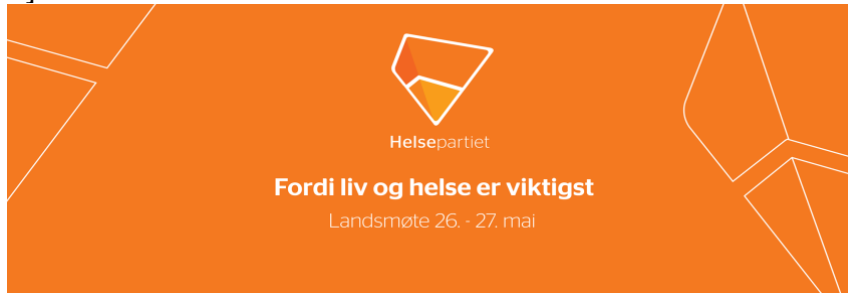 Helsepartiet
Fordi liv og helse er viktigst
Landsmøte 26. - 27. mai